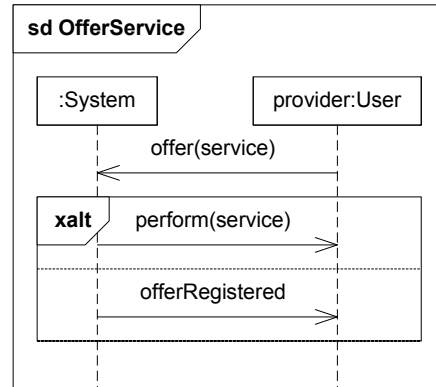 sd OfferService
:System
provider:User
offer(service)
xalt
perform(service)
offerRegistered